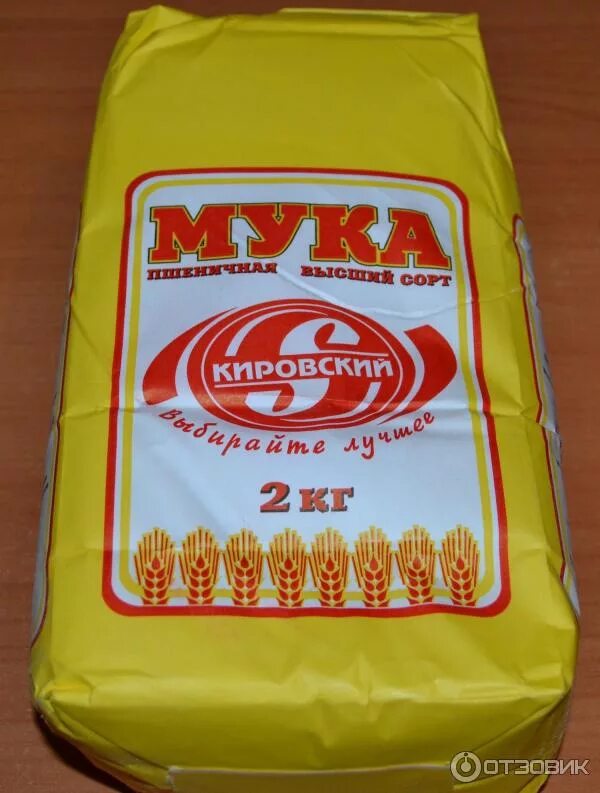 МУКА
ПШЕНИЧНАЯ ВЫСШИЙ СОРТ
S
КИРОВСКИЙ
Выбирайте лучшее
2 КГ
ОТЗОВИК